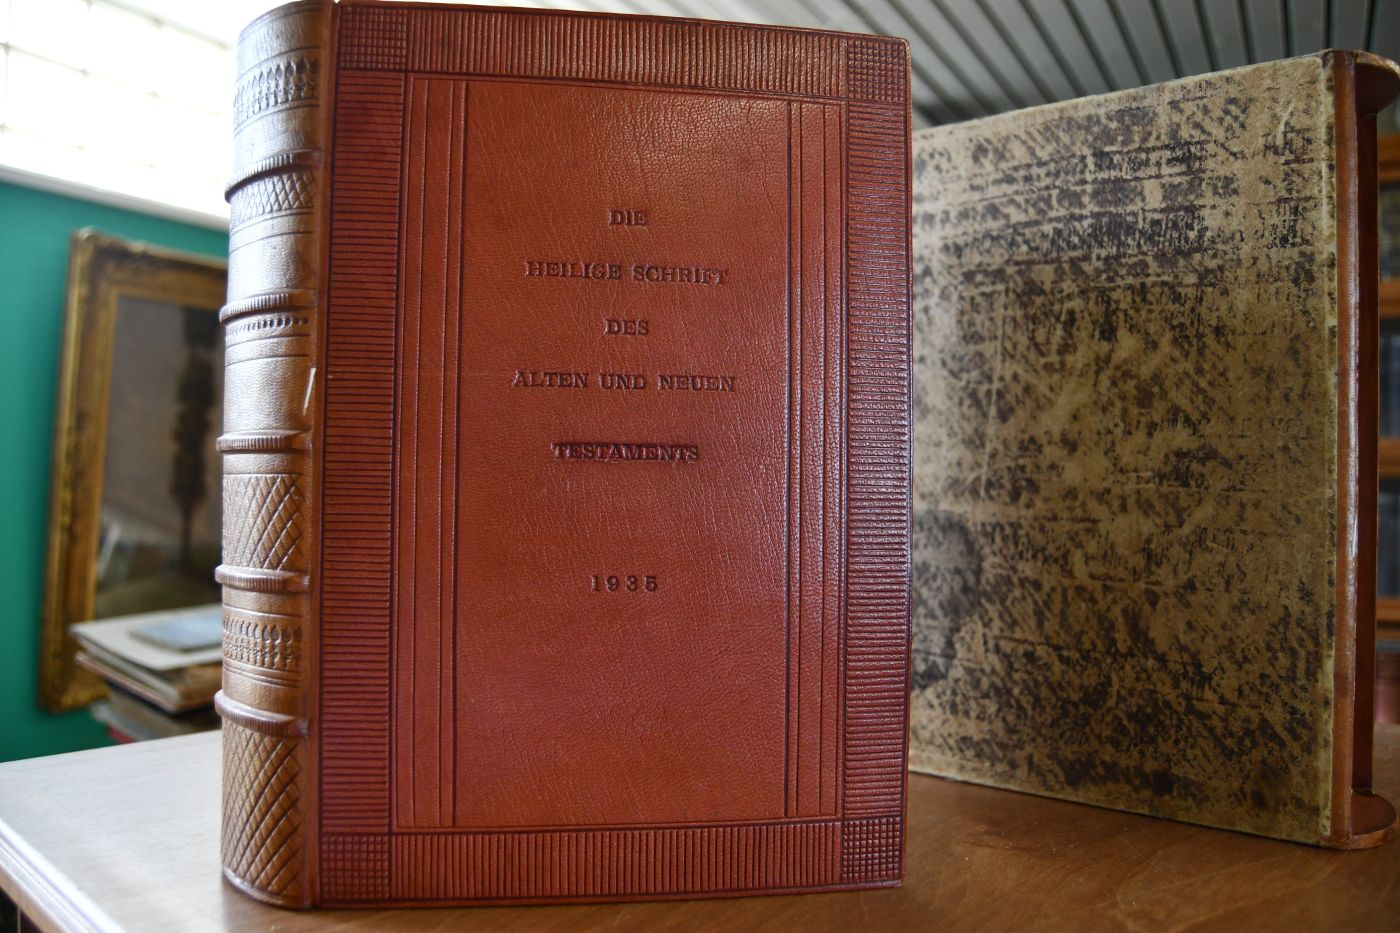 DIE
HEILIGE SCHRIFT
DES
ALTEN UND NEUEN
TESTAMENTS
1935